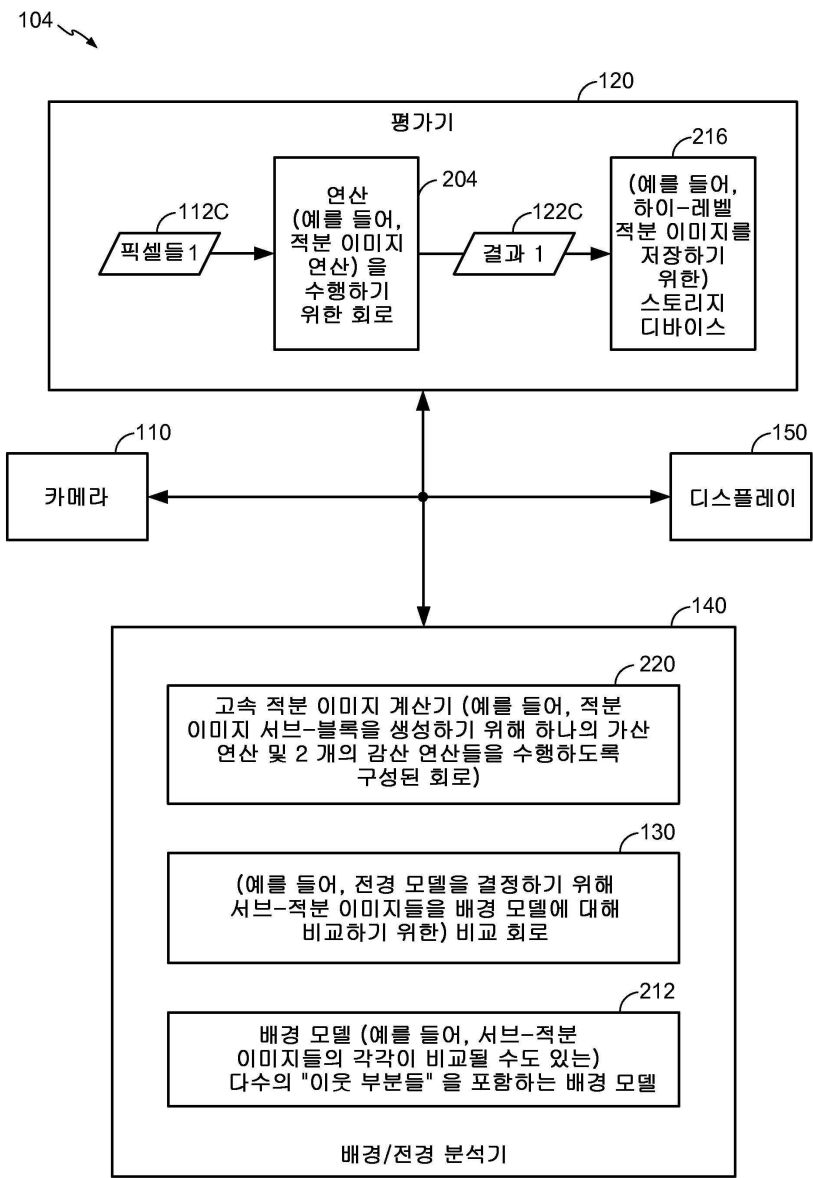 104
120
평가기
112C
픽셀들1
204
연산
(예를 들어,
적분 이미지
연산) 을
수행하기
위한 회로
122C
결과 1
216
(예를 들어,
하이-레벨
적분 이미지를
저장하기
위한)
스토리지
디바이스
110
카메라
150
디스플레이
140
220
고속 적분 이미지 계산기 (예를 들어, 적분
이미지 서브-블록을 생성하기 위해 하나의 가산
연산 및 2 개의 감산 연산들을 수행하도록
구성된 회로)
130
(예를 들어, 전경 모델을 결정하기 위해
서브-적분 이미지들을 배경 모델에 대해
비교하기 위한) 비교 회로
212
배경 모델 (예를 들어, 서브-적분
이미지들의 각각이 비교될 수도 있는)
다수의 "이웃 부분들" 을 포함하는 배경 모델
배경/전경 분석기